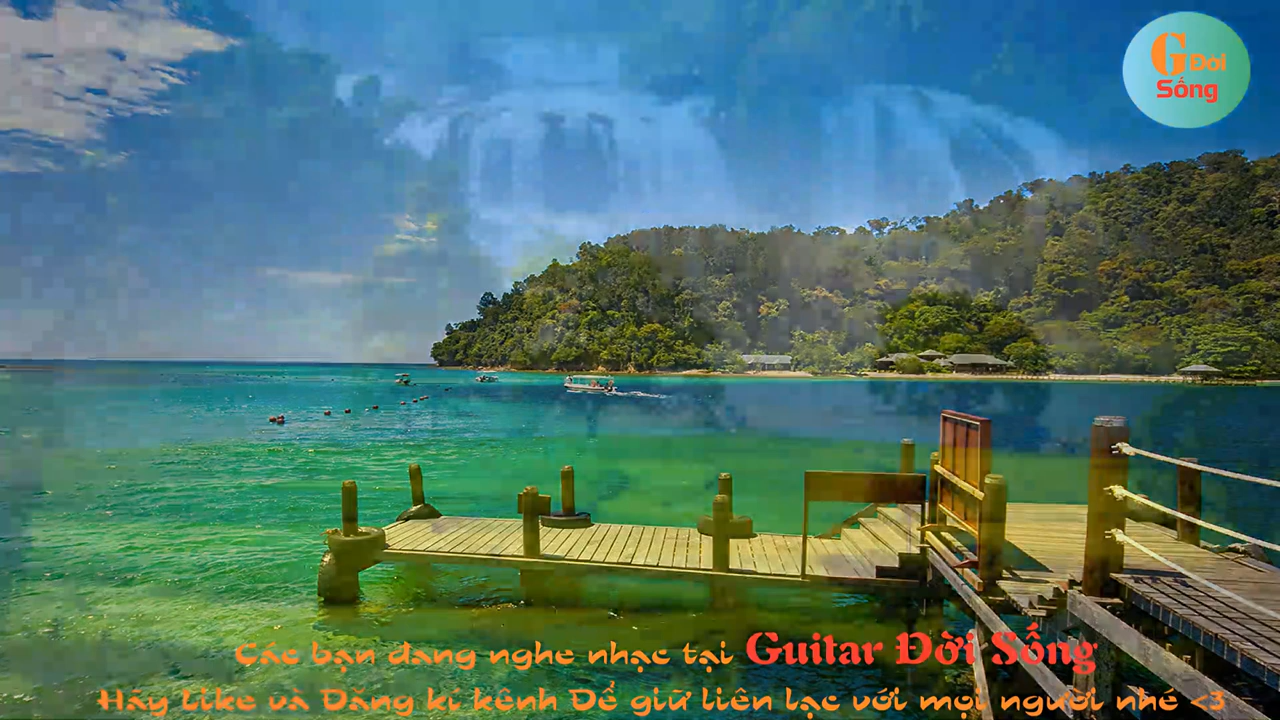 G Đời
Sống
Các bạn đang nghe nhạc tại Guitar Đời Sống
Hãy Like và Đăng kí kênh Để giữ liên lạc với mọi người nhé <3